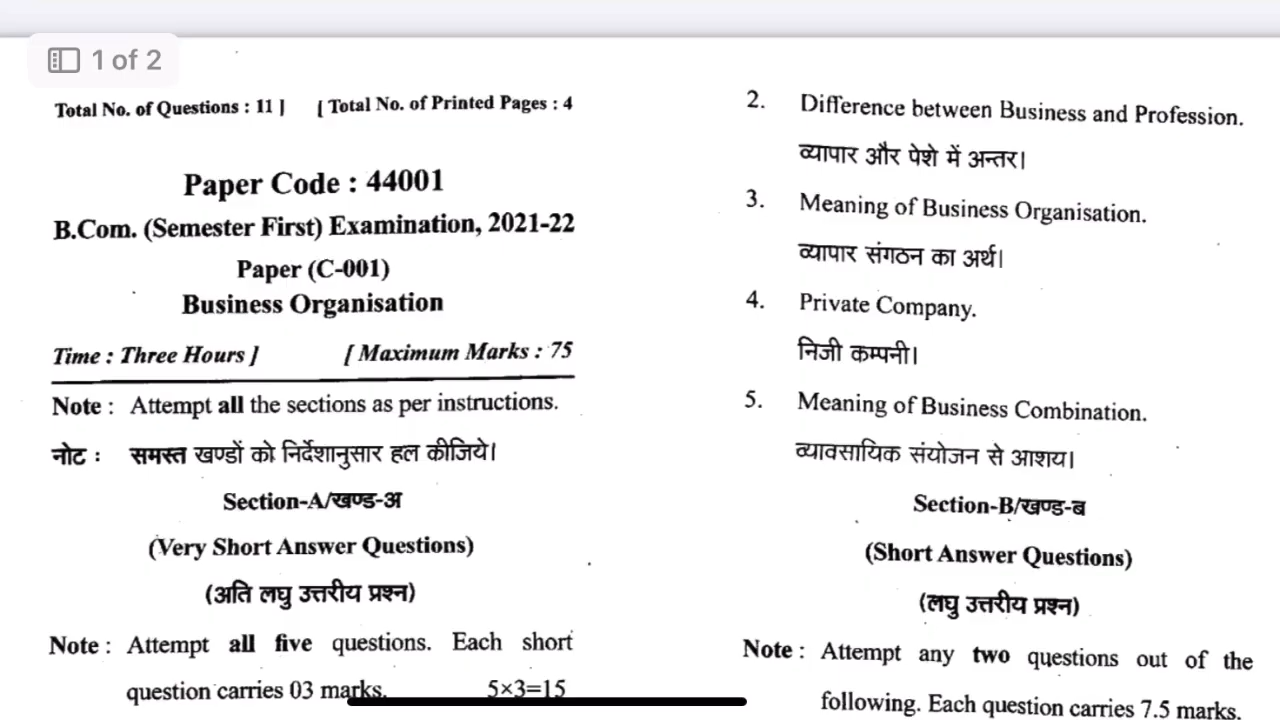 1 of 2
Total No. of Questions : 11 ] [ Total No. of Printed Pages : 4
Paper Code : 44001
B.Com. (Semester First) Examination, 2021-22
Paper (C-001)
Business Organisation
Time : Three Hours ] [ Maximum Marks : 75
Note : Attempt all the sections as per instructions.
नोट : समस्त खण्डों को निर्देशानुसार हल कीजिये।
Section-A/खण्ड-अ
(Very Short Answer Questions)
(अति लघु उत्तरीय प्रश्न)
Note : Attempt all five questions. Each short
question carries 03 marks. 5×3=15
2. Difference between Business and Profession.
व्यापार और पेशे में अन्तर।
3. Meaning of Business Organisation.
व्यापार संगठन का अर्थ।
4. Private Company.
निजी कम्पनी।
5. Meaning of Business Combination.
व्यावसायिक संयोजन से आशय।
Section-B/खण्ड-ब
(Short Answer Questions)
(लघु उत्तरीय प्रश्न)
Note : Attempt any two questions out of the
following. Each question carries 7.5 marks.